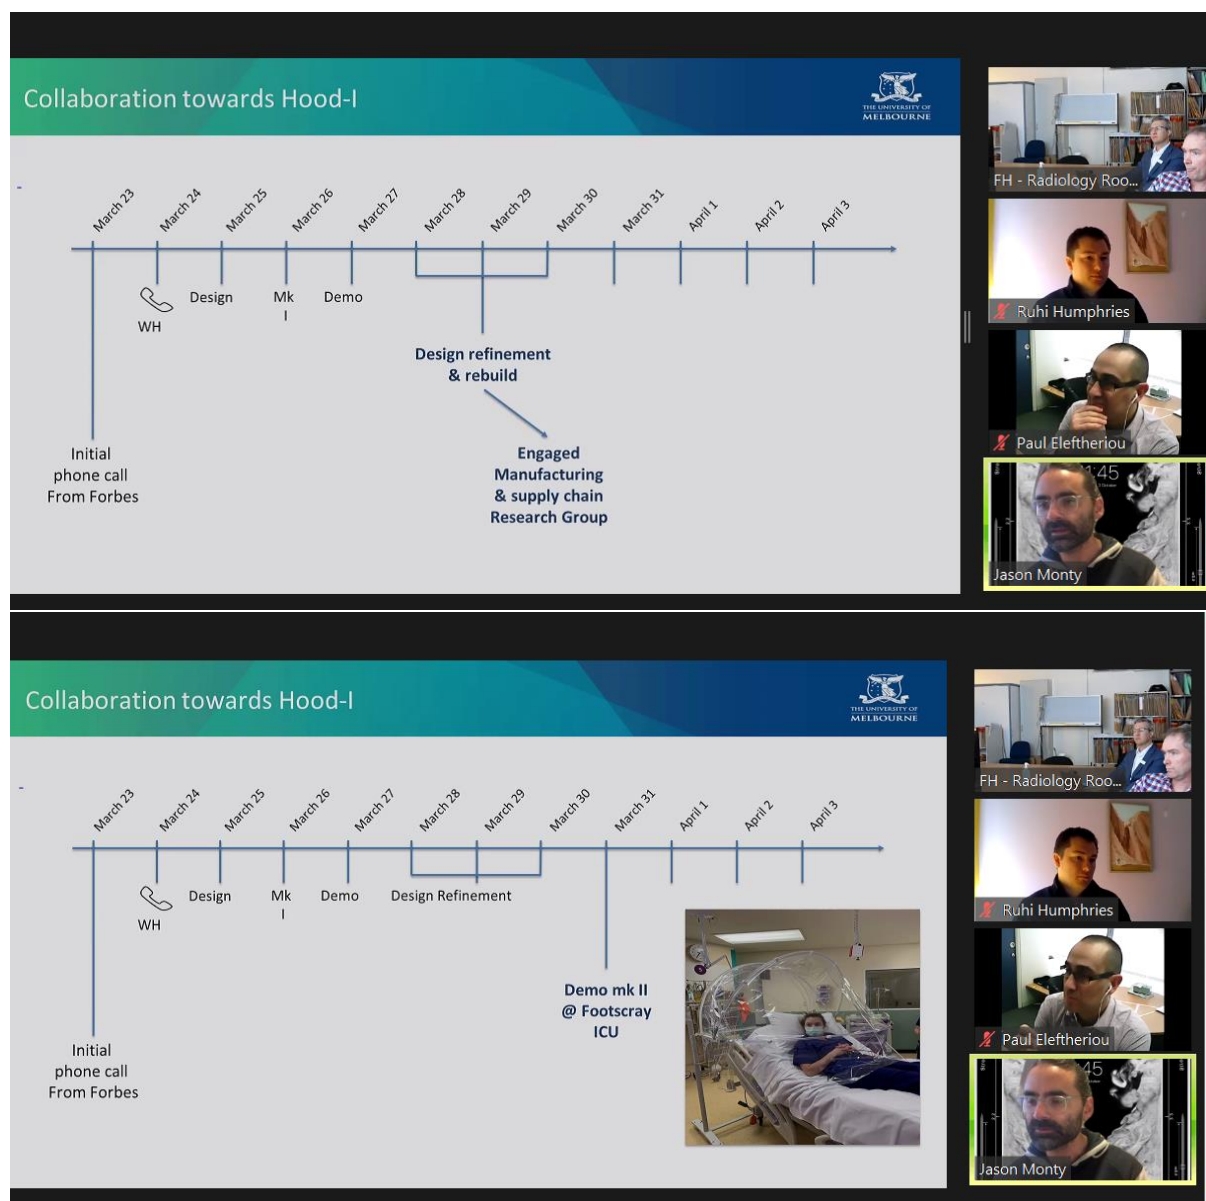 Collaboration towards Hood-I
THE UNIVERSITY OF
MELBOURNE
-
March 23
March 24
March 25
March 26
March 27
March 28
March 29
March 30
March 31
April 1
April 2
April 3
WH
Design
Mk
I
Demo
Design refinement
& rebuild
Initial
phone call
From Forbes
Engaged
Manufacturing
& supply chain
Research Group
FH - Radiology Roo...
Ruhi Humphries
Paul Eleftheriou
:45
Jason Monty
Collaboration towards Hood-I
THE UNIVERSITY OF
MELBOURNE
-
March 23
March 24
March 25
March 26
March 27
March 28
March 29
March 30
March 31
April 1
April 2
April 3
WH
Design
Mk
I
Demo
Design Refinement
Demo mk II
@ Footscray
ICU
Initial
phone call
From Forbes
FH - Radiology Roo...
Ruhi Humphries
Paul Eleftheriou
45
Jason Monty